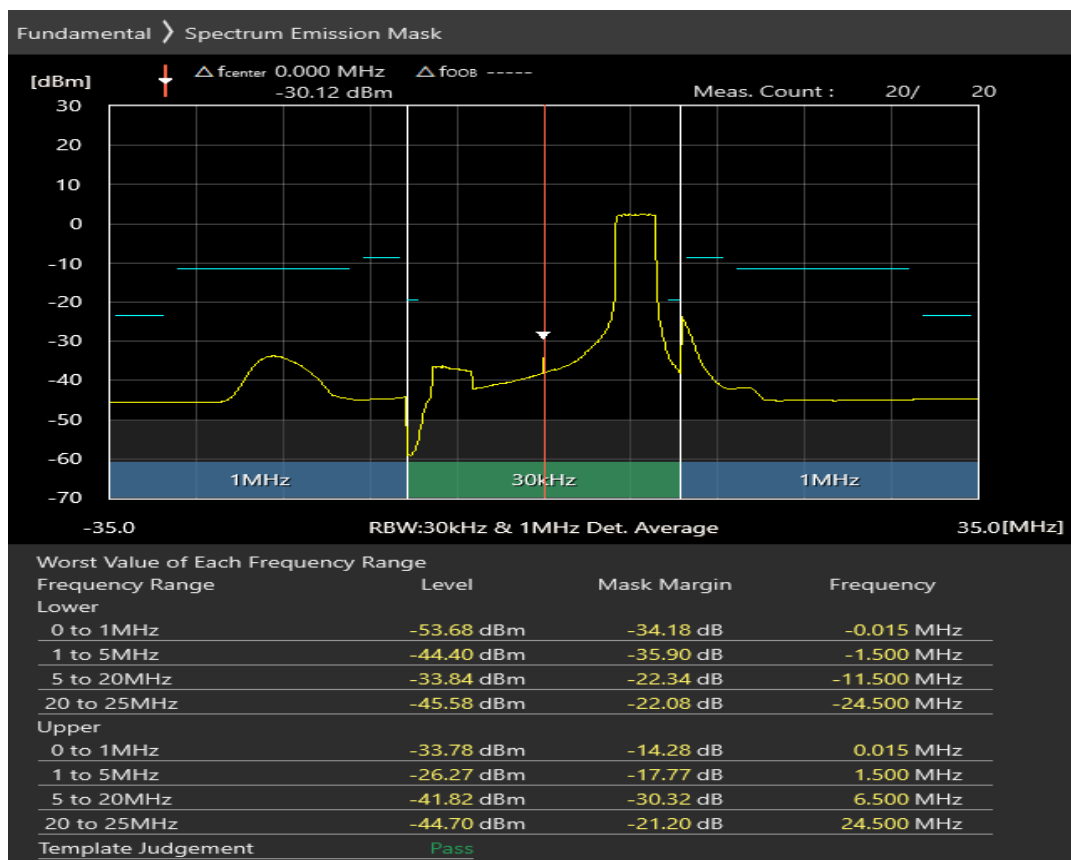 Fundamental ❯ Spectrum Emission Mask
△ fcenter 0.000 MHz △ fOOB -----
[dBm]
-30.12 dBm Meas. Count : 20/ 20
30
20
10
0
-10
-20
-30
-40
-50
-60
1MHz 30kHz 1MHz
-70
-35.0 RBW:30kHz & 1MHz Det. Average 35.0[MHz]
Worst Value of Each Frequency Range
Frequency Range Level Mask Margin Frequency
Lower
0 to 1MHz -53.68 dBm -34.18 dB -0.015 MHz
1 to 5MHz -44.40 dBm -35.90 dB -1.500 MHz
5 to 20MHz -33.84 dBm -22.34 dB -11.500 MHz
20 to 25MHz -45.58 dBm -22.08 dB -24.500 MHz
Upper
0 to 1MHz -33.78 dBm -14.28 dB 0.015 MHz
1 to 5MHz -26.27 dBm -17.77 dB 1.500 MHz
5 to 20MHz -41.82 dBm -30.32 dB 6.500 MHz
20 to 25MHz -44.70 dBm -21.20 dB 24.500 MHz
Template Judgement Pass